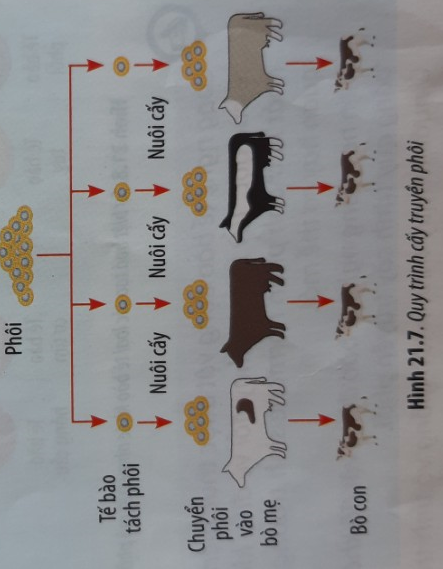 Phôi
Tế bào
tách phôi
Nuôi cấy
Nuôi cấy
Nuôi cấy
Nuôi cấy
Chuyển
phôi
vào
bò mẹ
Bò con
Hình 21.7. Quy trình cấy truyền phôi